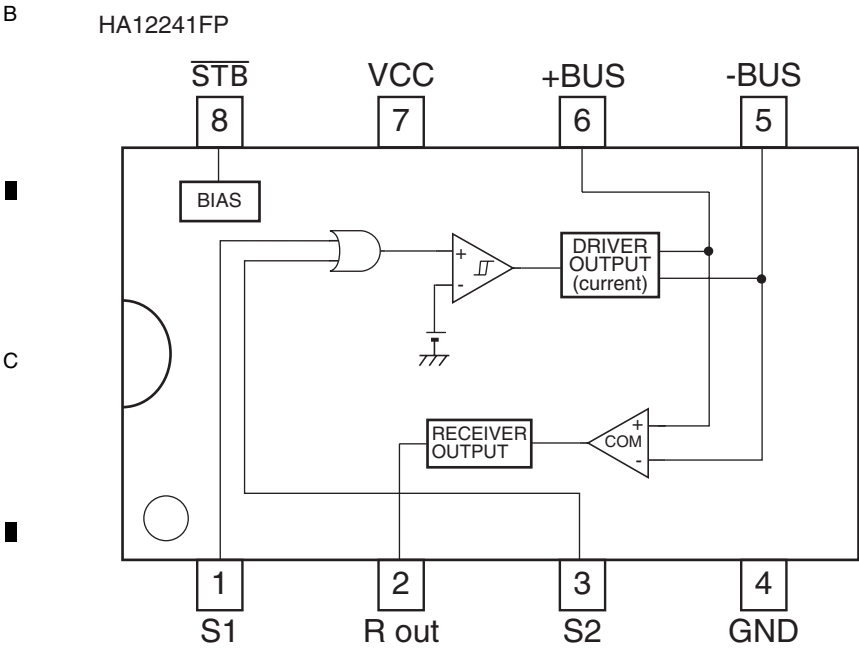 B
HA12241FP
STB VCC +BUS -BUS
8 7 6 5
BIAS
DRIVER
OUTPUT
(current)
+
-
RECEIVER
OUTPUT
+
COM
-
C
1 2 3 4
S1 R out S2 GND